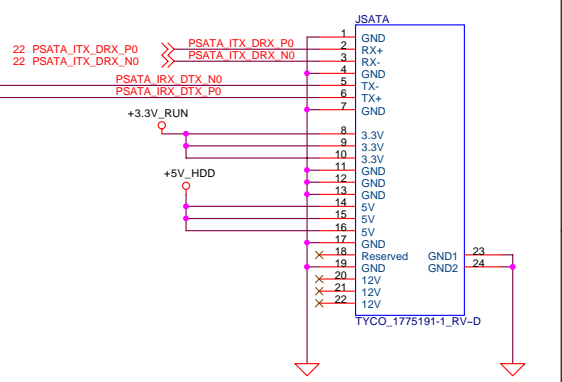 JSATA
1 GND
22 PSATA_ITX_DRX_P0 PSATA_ITX_DRX_P0 2 RX+
22 PSATA_ITX_DRX_N0 PSATA_ITX_DRX_N0 3 RX-
4 GND
PSATA_IRX_DTX_N0 5 TX-
PSATA_IRX_DTX_P0 6 TX+
7 GND
+3.3V_RUN
8 3.3V
9 3.3V
10 3.3V
11 GND
+5V_HDD
12 GND
13 GND
14 5V
15 5V
16 5V
17 GND
18 Reserved GND1 23
19 GND GND2 24
20 12V
21 12V
22 12V
TYCO_1775191-1_RV~D